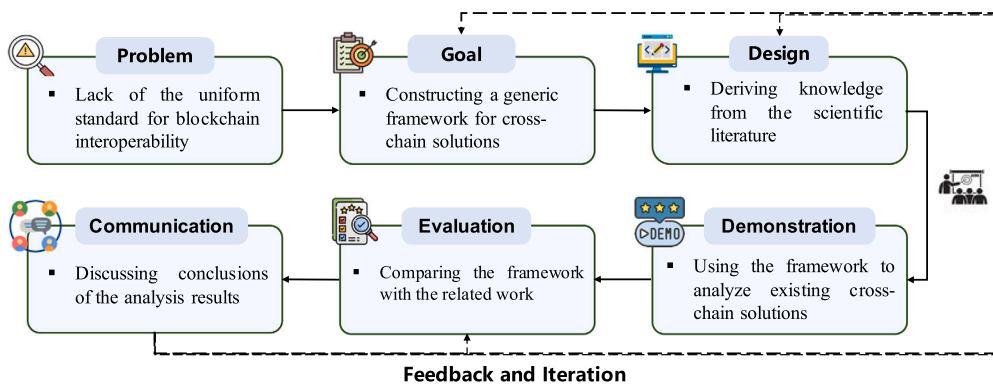 Problem
Lack of the uniform
standard for blockchain
interoperability
Goal
Constructing a generic
framework for cross-
chain solutions
Design
Deriving knowledge
from the scientific
literature
Communication
Discussing conclusions
of the analysis results
Evaluation
Comparing the framework
with the related work
DEMO
Demonstration
Using the framework to
analyze existing cross-
chain solutions
Feedback and Iteration